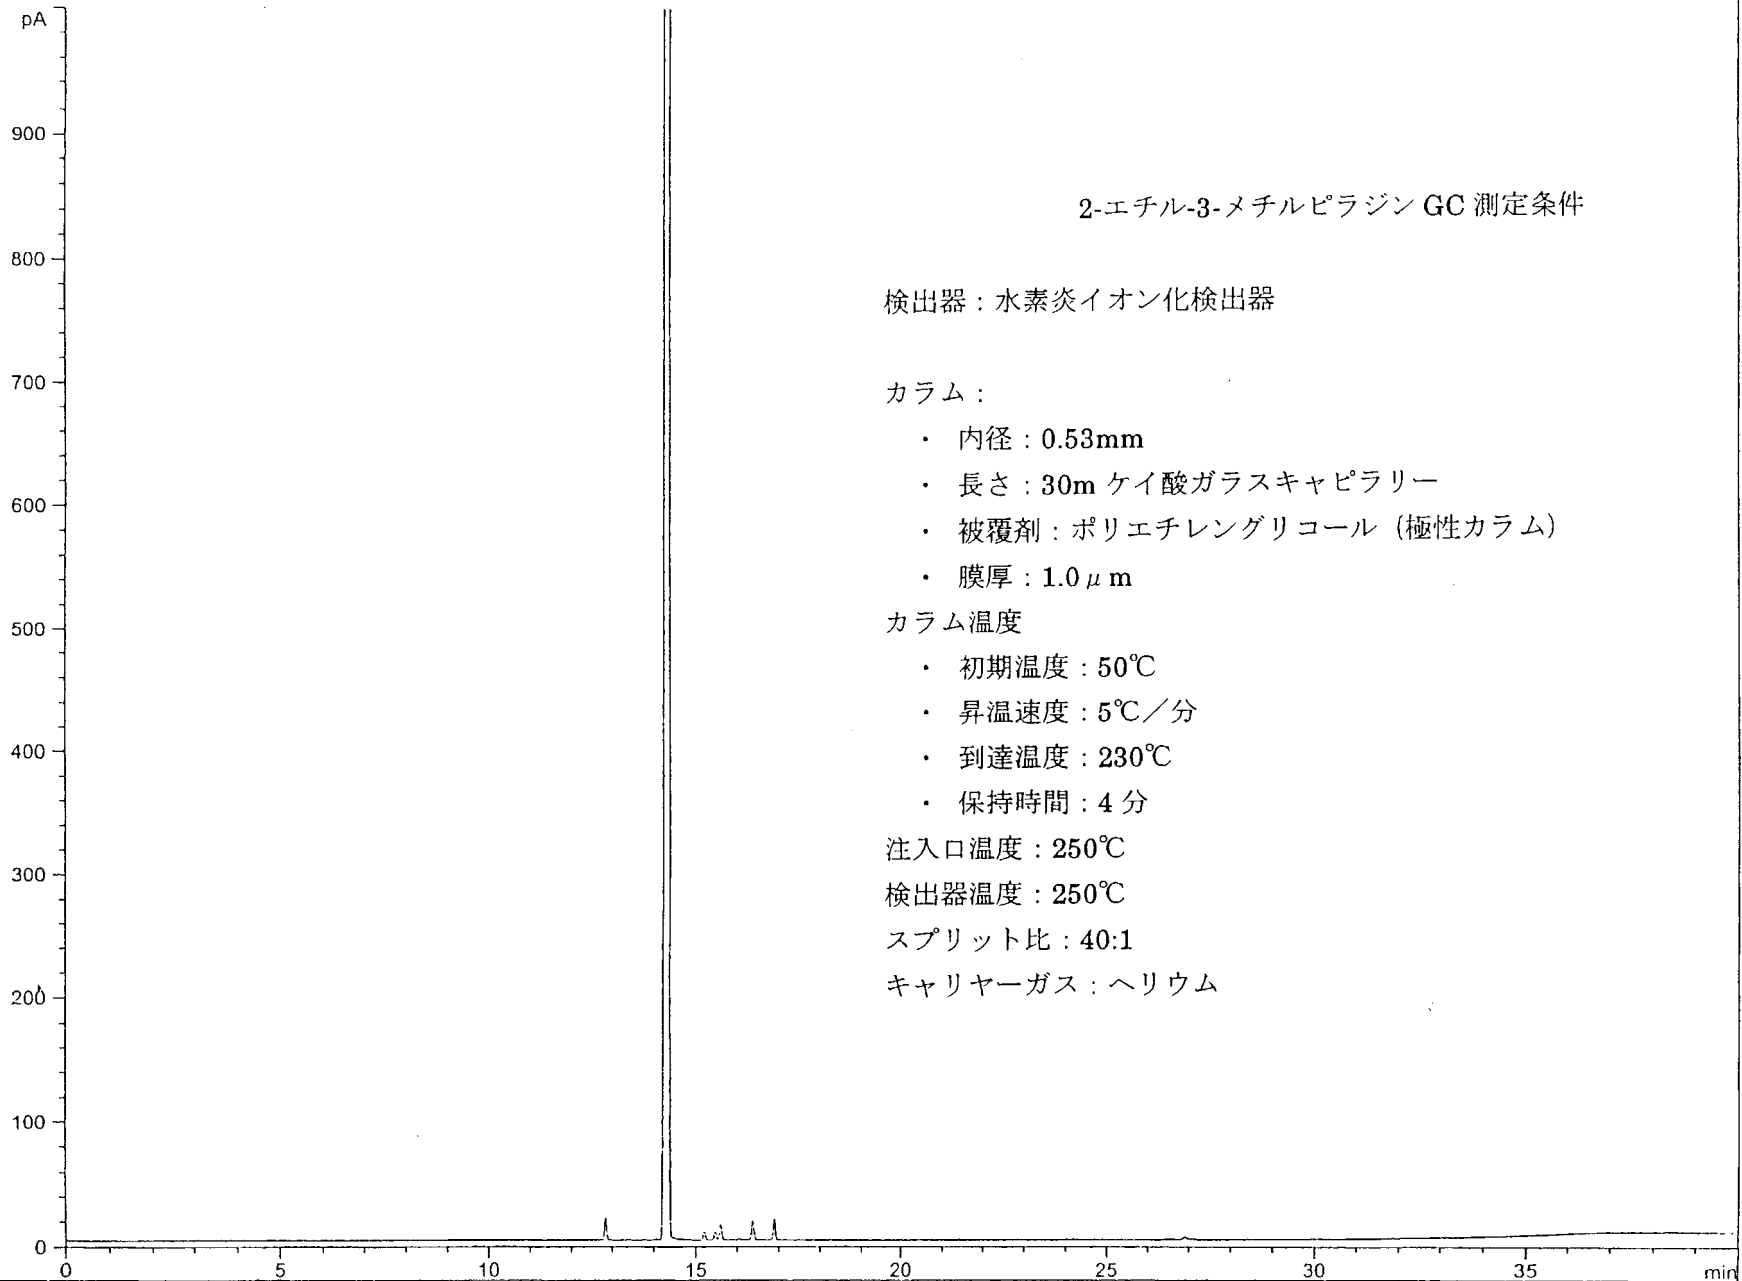 pA
900
800
700
600
500
400
300
200
100
0
0 5 10 15 20 25 30 35 min
2-エチル-3-メチルピラジン GC 測定条件
検出器：水素炎イオン化検出器
カラム：
・ 内径：0.53mm
・ 長さ：30m ケイ酸ガラスキャピラリー
・ 被覆剤：ポリエチレングリコール（極性カラム）
・ 膜厚：1.0μm
カラム温度
・ 初期温度：50℃
・ 昇温速度：5℃／分
・ 到達温度：230℃
・ 保持時間：4 分
注入口温度：250℃
検出器温度：250℃
スプリット比：40:1
キャリヤーガス：ヘリウム